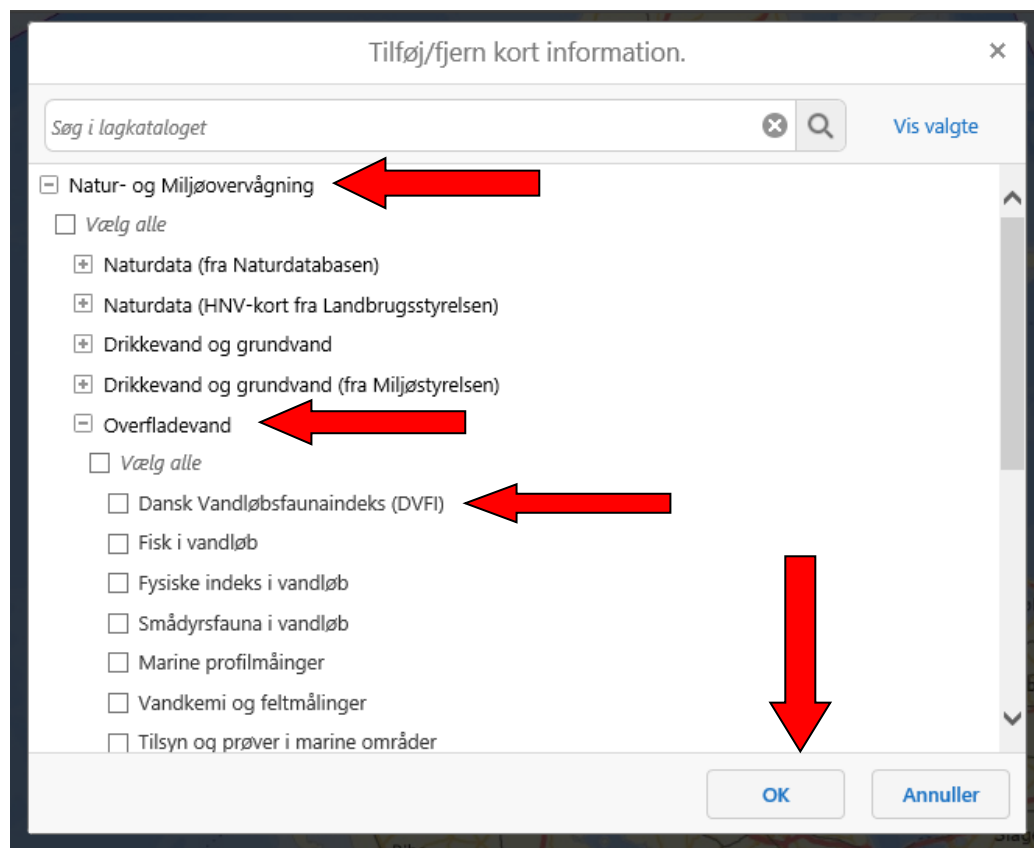 Tilføj/fjern kort information.
Søg i lagkataloget
Vis valgte
Natur- og Miljøovervågning
Vælg alle
Naturdata (fra Naturdatabasen)
Naturdata (HNV-kort fra Landbrugsstyrelsen)
Drikkevand og grundvand
Drikkevand og grundvand (fra Miljøstyrelsen)
Overfladevand
Vælg alle
Dansk Vandløbsfaunaindeks (DVFI)
Fisk i vandløb
Fysiske indeks i vandløb
Smådyrsfauna i vandløb
Marine profilmåinger
Vandkemi og feltmålinger
Tilsyn og prøver i marine områder
OK
Annuller